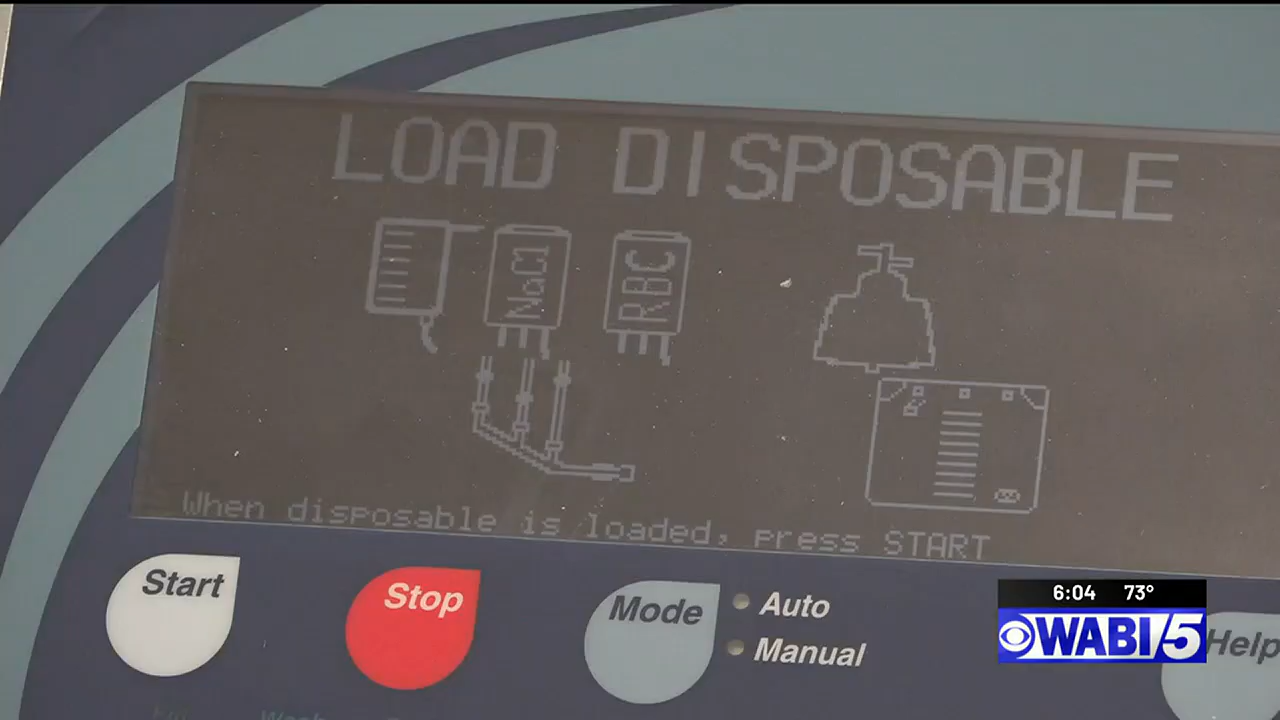 LOAD DISPOSABLE
NaCl
RBC
When disposable is loaded, press START
Start
Stop
Mode
Auto
Manual
Help
6:04 73°
WABI 5